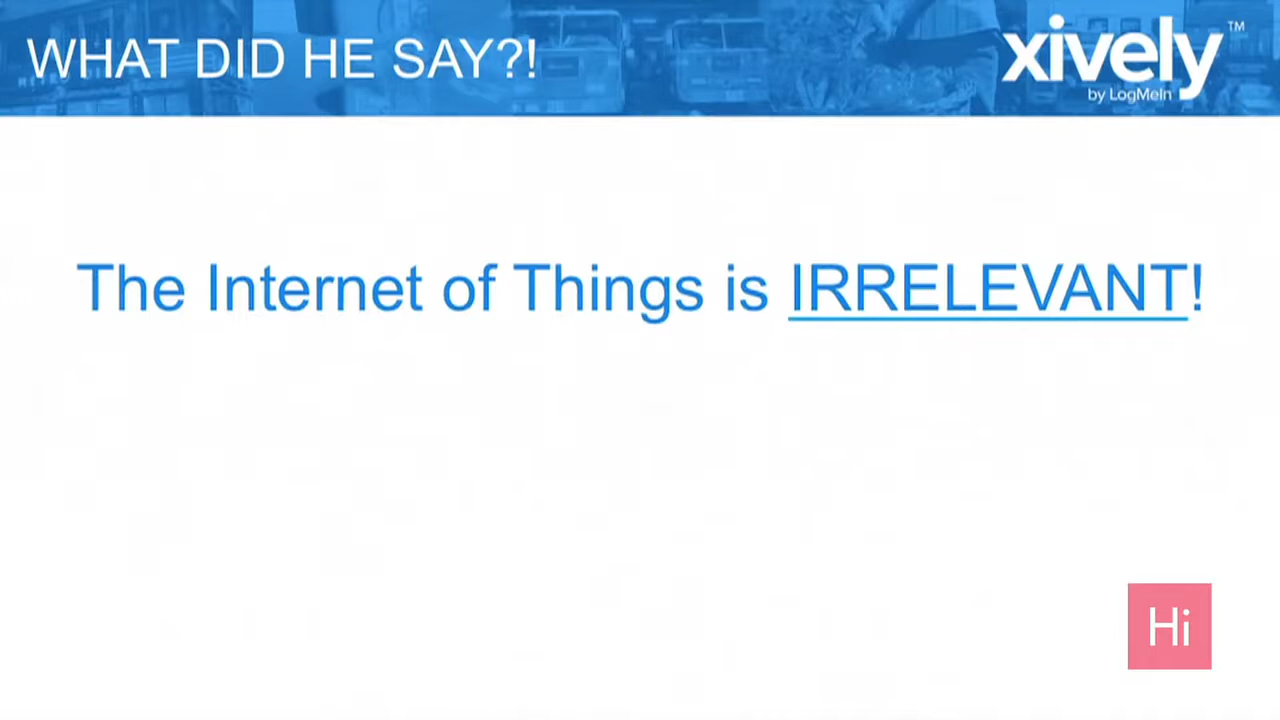 WHAT DID HE SAY?!
xively™
by LogMeIn
The Internet of Things is IRRELEVANT!
Hi